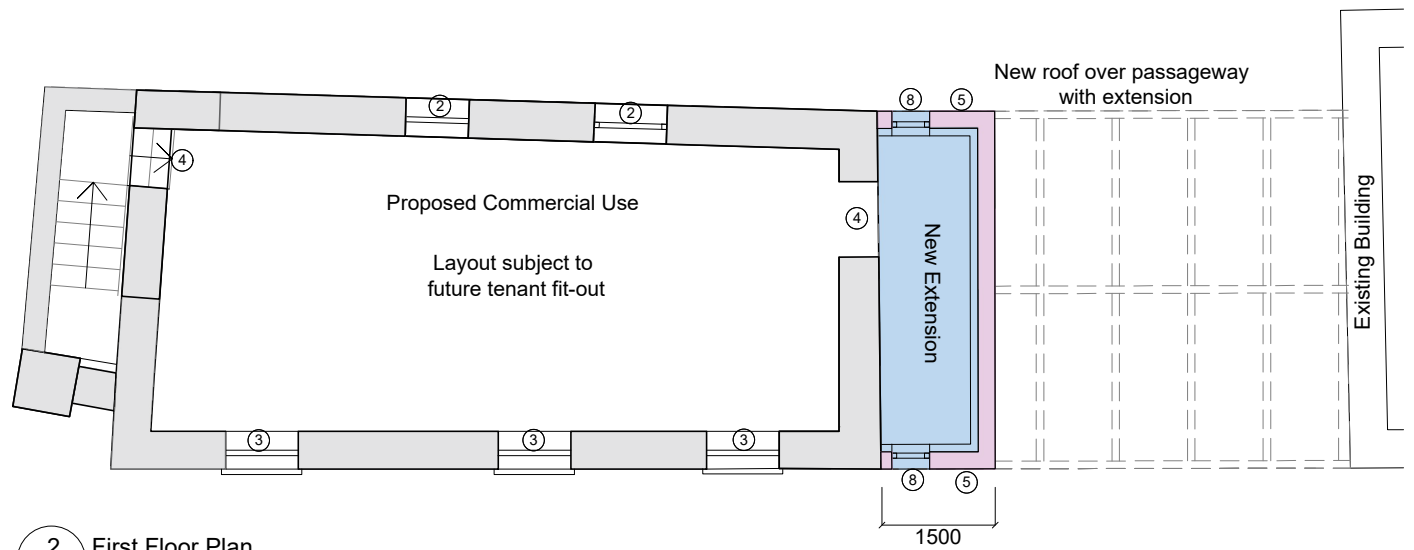 New roof over passageway
with extension
2
2
8
5
4
Proposed Commercial Use
4
Layout subject to
future tenant fit-out
New Extension
Existing Building
3
3
3
8
5
1500
2
First Floor Plan